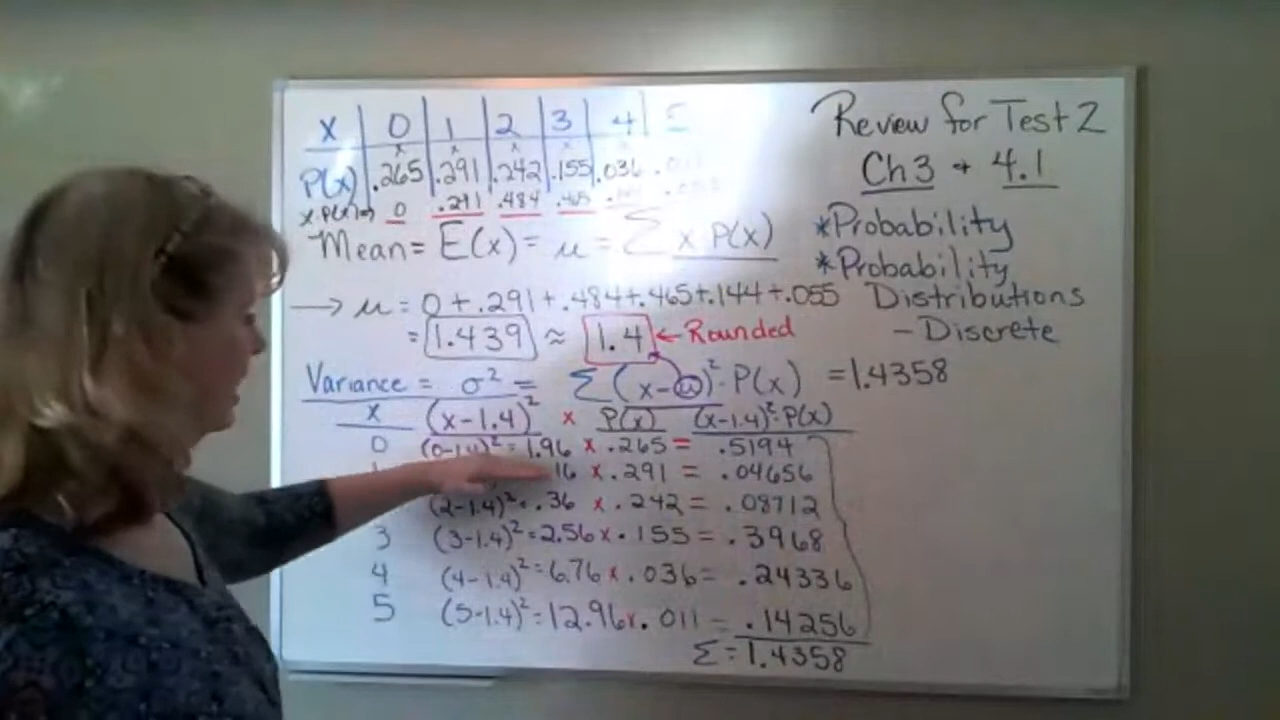 X 0 1 2 3 4 5
P(x) .265 .291 .242 .155 .036
x·P(x)⇒ 0 .291 .484 .465
Mean = E(x) = μ = Σ x P(x)
→ μ = 0 + .291 + .484 + .465 + .144 + .055
= 1.439 ≈ 1.4 ← Rounded
Variance = σ² = Σ (x-μ)² · P(x) = 1.4358
x (x-1.4)² x P(x) (x-1.4)²·P(x)
0 (0-1.4)² = 1.96 x .265 = .5194
.16 x .291 = .04656
(2-1.4)² = .36 x .242 = .08712
3 (3-1.4)² = 2.56 x .155 = .3968
4 (4-1.4)² = 6.76 x .036 = .24336
5 (5-1.4)² = 12.96 x .011 = .14256
Σ = 1.4358
Review for Test 2
Ch 3 + 4.1
*Probability
*Probability
Distributions
- Discrete